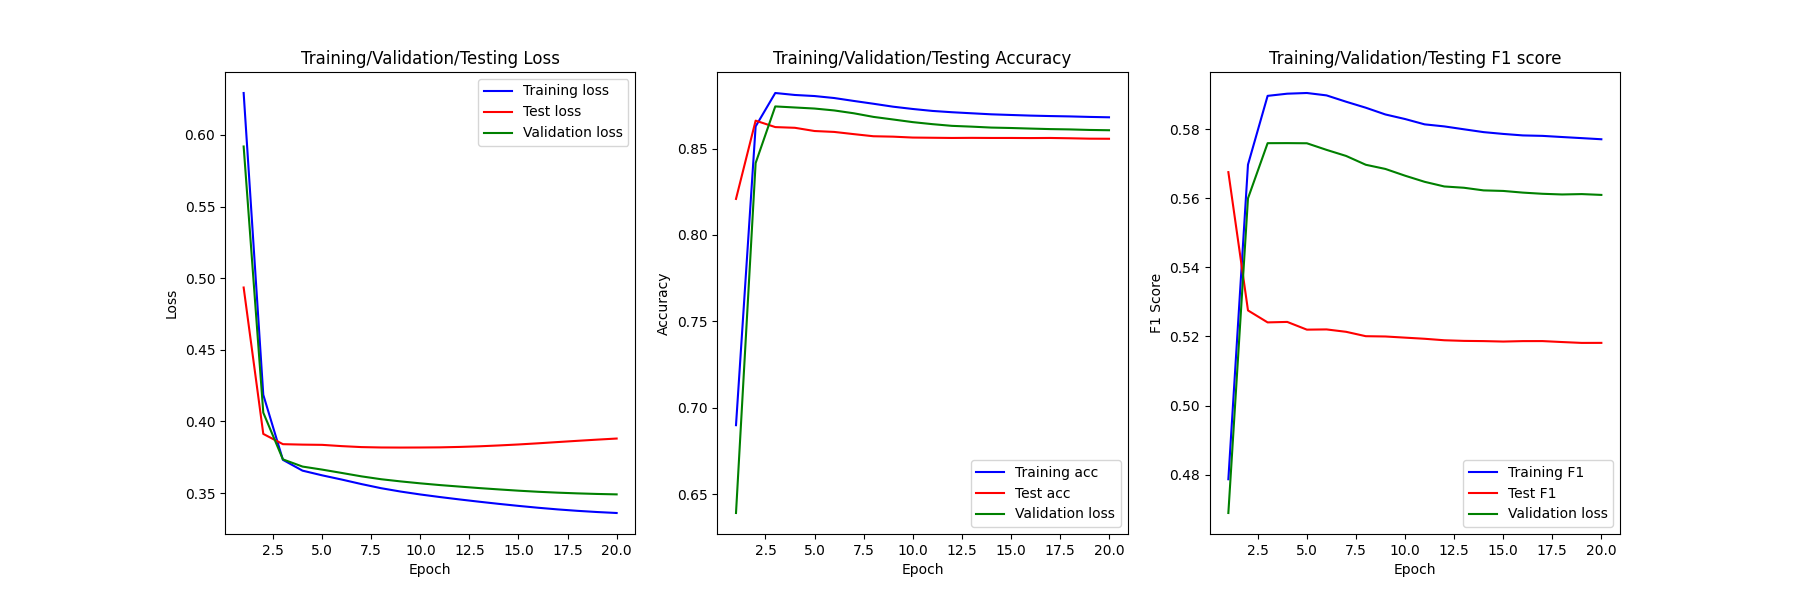 Training/Validation/Testing Loss
Training loss
Test loss
Validation loss
0.60
0.55
0.50
0.45
0.40
0.35
Loss
2.5 5.0 7.5 10.0 12.5 15.0 17.5 20.0
Epoch
Training/Validation/Testing Accuracy
0.85
0.80
0.75
0.70
0.65
Accuracy
Training acc
Test acc
Validation loss
2.5 5.0 7.5 10.0 12.5 15.0 17.5 20.0
Epoch
Training/Validation/Testing F1 score
0.58
0.56
0.54
0.52
0.50
0.48
F1 Score
Training F1
Test F1
Validation loss
2.5 5.0 7.5 10.0 12.5 15.0 17.5 20.0
Epoch